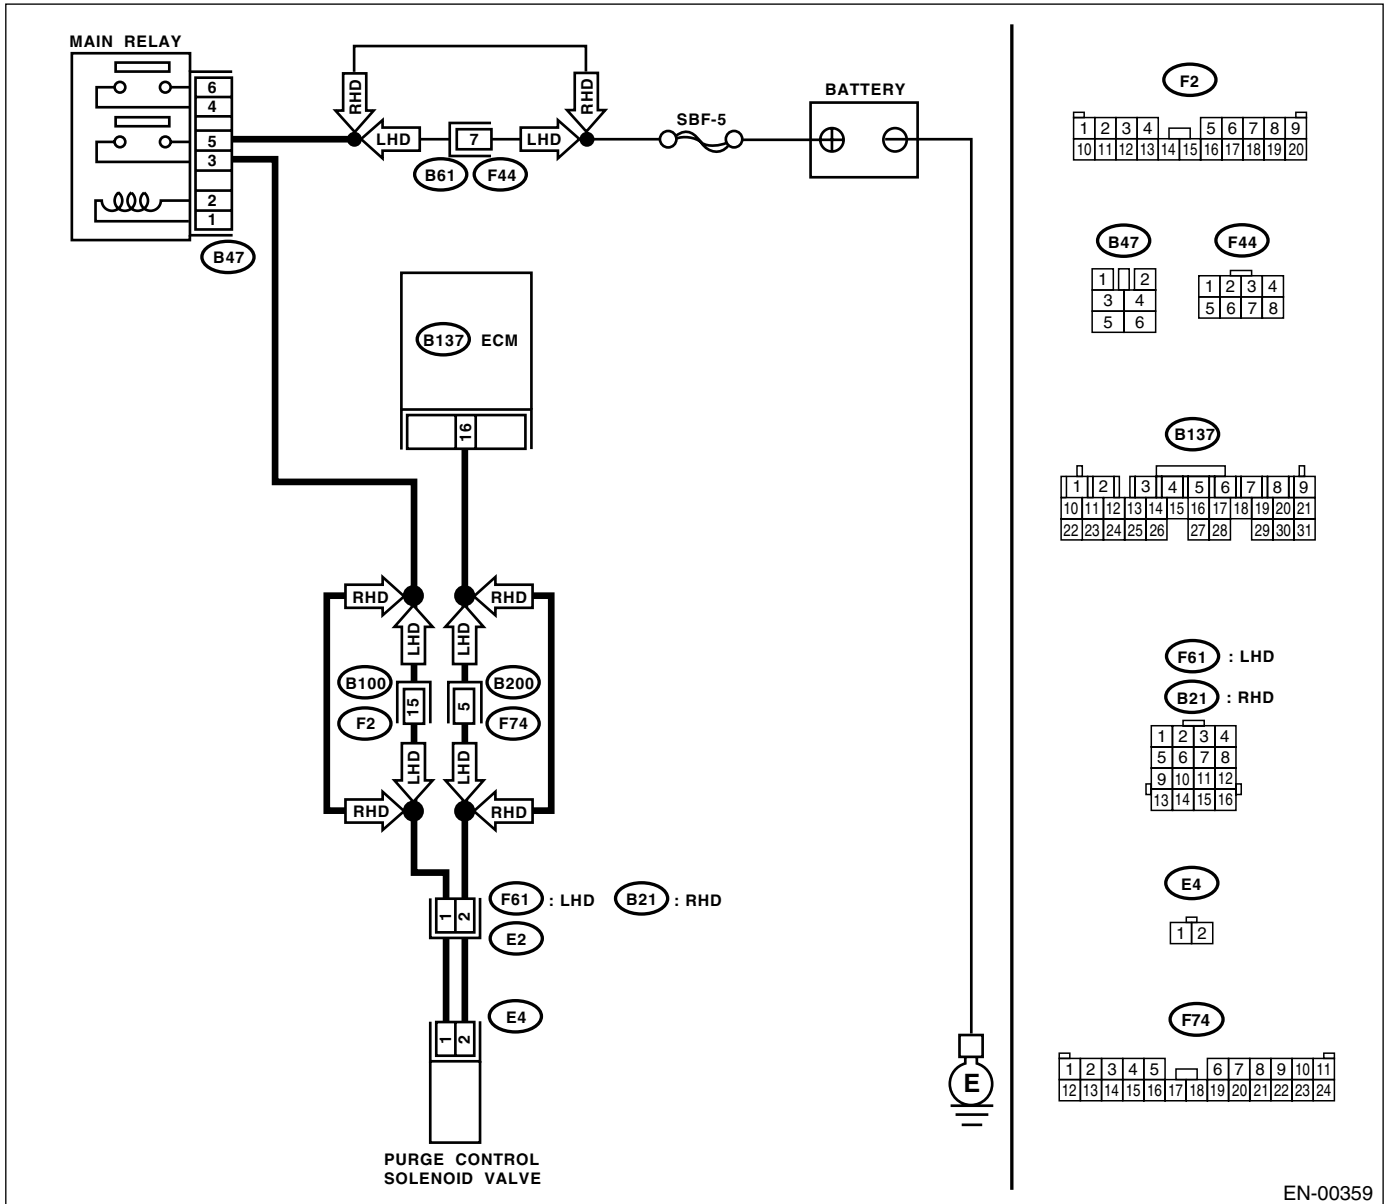 MAIN RELAY
6
4
5
3
2
1
B47
RHD
RHD
LHD
7
LHD
B61
F44
SBF-5
BATTERY
B137 ECM
16
RHD
RHD
LHD
LHD
B100
F2
15
5
B200
F74
LHD
LHD
RHD
RHD
1
2
F61 : LHD
B21 : RHD
E2
1
2
E4
PURGE CONTROL
SOLENOID VALVE
E
F2
1 2 3 4 5 6 7 8 9
10 11 12 13 14 15 16 17 18 19 20
B47
1 2
3 4
5 6
F44
1 2 3 4
5 6 7 8
B137
1 2 3 4 5 6 7 8 9
10 11 12 13 14 15 16 17 18 19 20 21
22 23 24 25 26 27 28 29 30 31
F61 : LHD
B21 : RHD
1 2 3 4
5 6 7 8
9 10 11 12
13 14 15 16
E4
1 2
F74
1 2 3 4 5 6 7 8 9 10 11
12 13 14 15 16 17 18 19 20 21 22 23 24
EN-00359